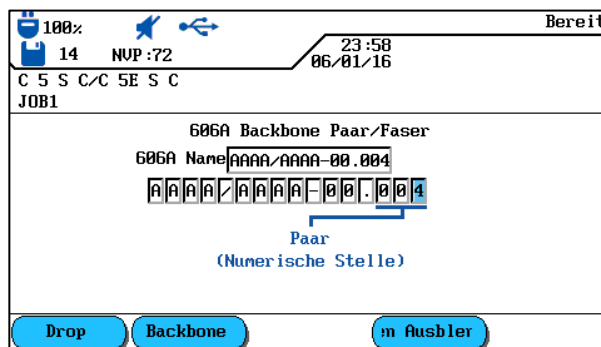 100% Bereit
14 NVP:72 23:58
06/01/16
C 5 S C/C 5E S C
JOB1
606A Backbone Paar/Faser
606A Name AAAA/AAAA-00.004
AAAA/AAAA-00.004
Paar
(Numerische Stelle)
Drop Backbone m Ausbler